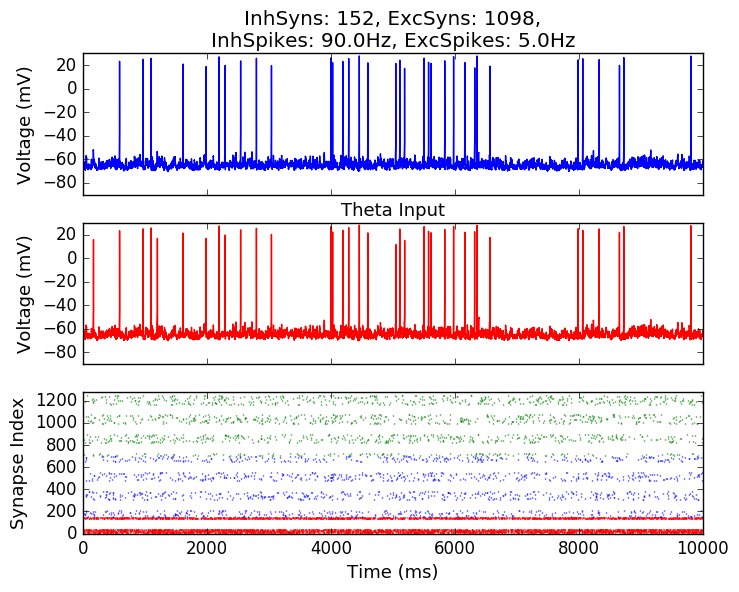 InhSyns: 152, ExcSyns: 1098,
InhSpikes: 90.0Hz, ExcSpikes: 5.0Hz
Voltage (mV)
20
0
−20
−40
−60
−80
Theta Input
Voltage (mV)
20
0
−20
−40
−60
−80
Synapse Index
1200
1000
800
600
400
200
0
0 2000 4000 6000 8000 10000
Time (ms)